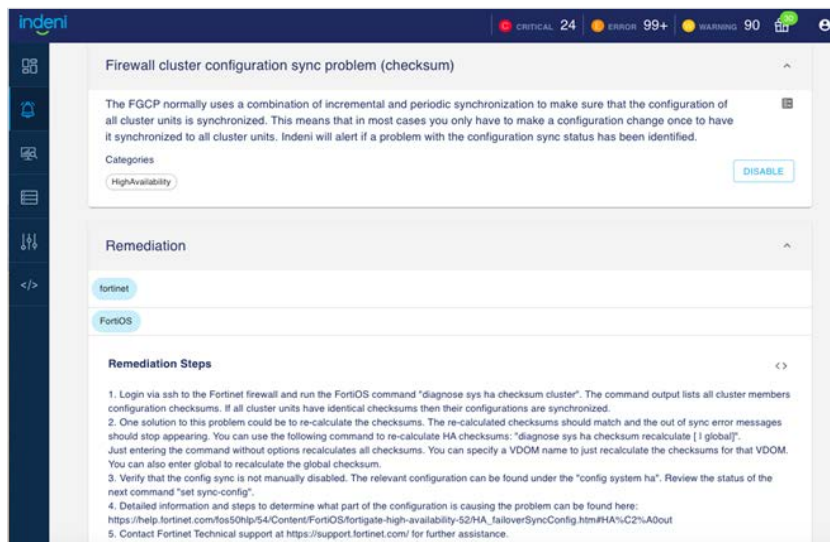 indeni
C CRITICAL 24 E ERROR 99+ WARNING 90 30
Firewall cluster configuration sync problem (checksum)
The FGCP normally uses a combination of incremental and periodic synchronization to make sure that the configuration of
all cluster units is synchronized. This means that in most cases you only have to make a configuration change once to have
it synchronized to all cluster units. Indeni will alert if a problem with the configuration sync status has been identified.
Categories
HighAvailability
DISABLE
Remediation
fortinet
FortiOS
Remediation Steps
1. Login via ssh to the Fortinet firewall and run the FortiOS command "diagnose sys ha checksum cluster". The command output lists all cluster members
configuration checksums. If all cluster units have identical checksums then their configurations are synchronized.
2. One solution to this problem could be to re-calculate the checksums. The re-calculated checksums should match and the out of sync error messages
should stop appearing. You can use the following command to re-calculate HA checksums: "diagnose sys ha checksum recalculate [ | global]".
Just entering the command without options recalculates all checksums. You can specify a VDOM name to just recalculate the checksums for that VDOM.
You can also enter global to recalculate the global checksum.
3. Verify that the config sync is not manually disabled. The relevant configuration can be found under the "config system ha". Review the status of the
next command "set sync-config".
4. Detailed information and steps to determine what part of the configuration is causing the problem can be found here:
https://help.fortinet.com/fos50hlp/54/Content/FortiOS/fortigate-high-availability-52/HA_failoverSyncConfig.htm#HA%C2%A0out
5. Contact Fortinet Technical support at https://support.fortinet.com/ for further assistance.